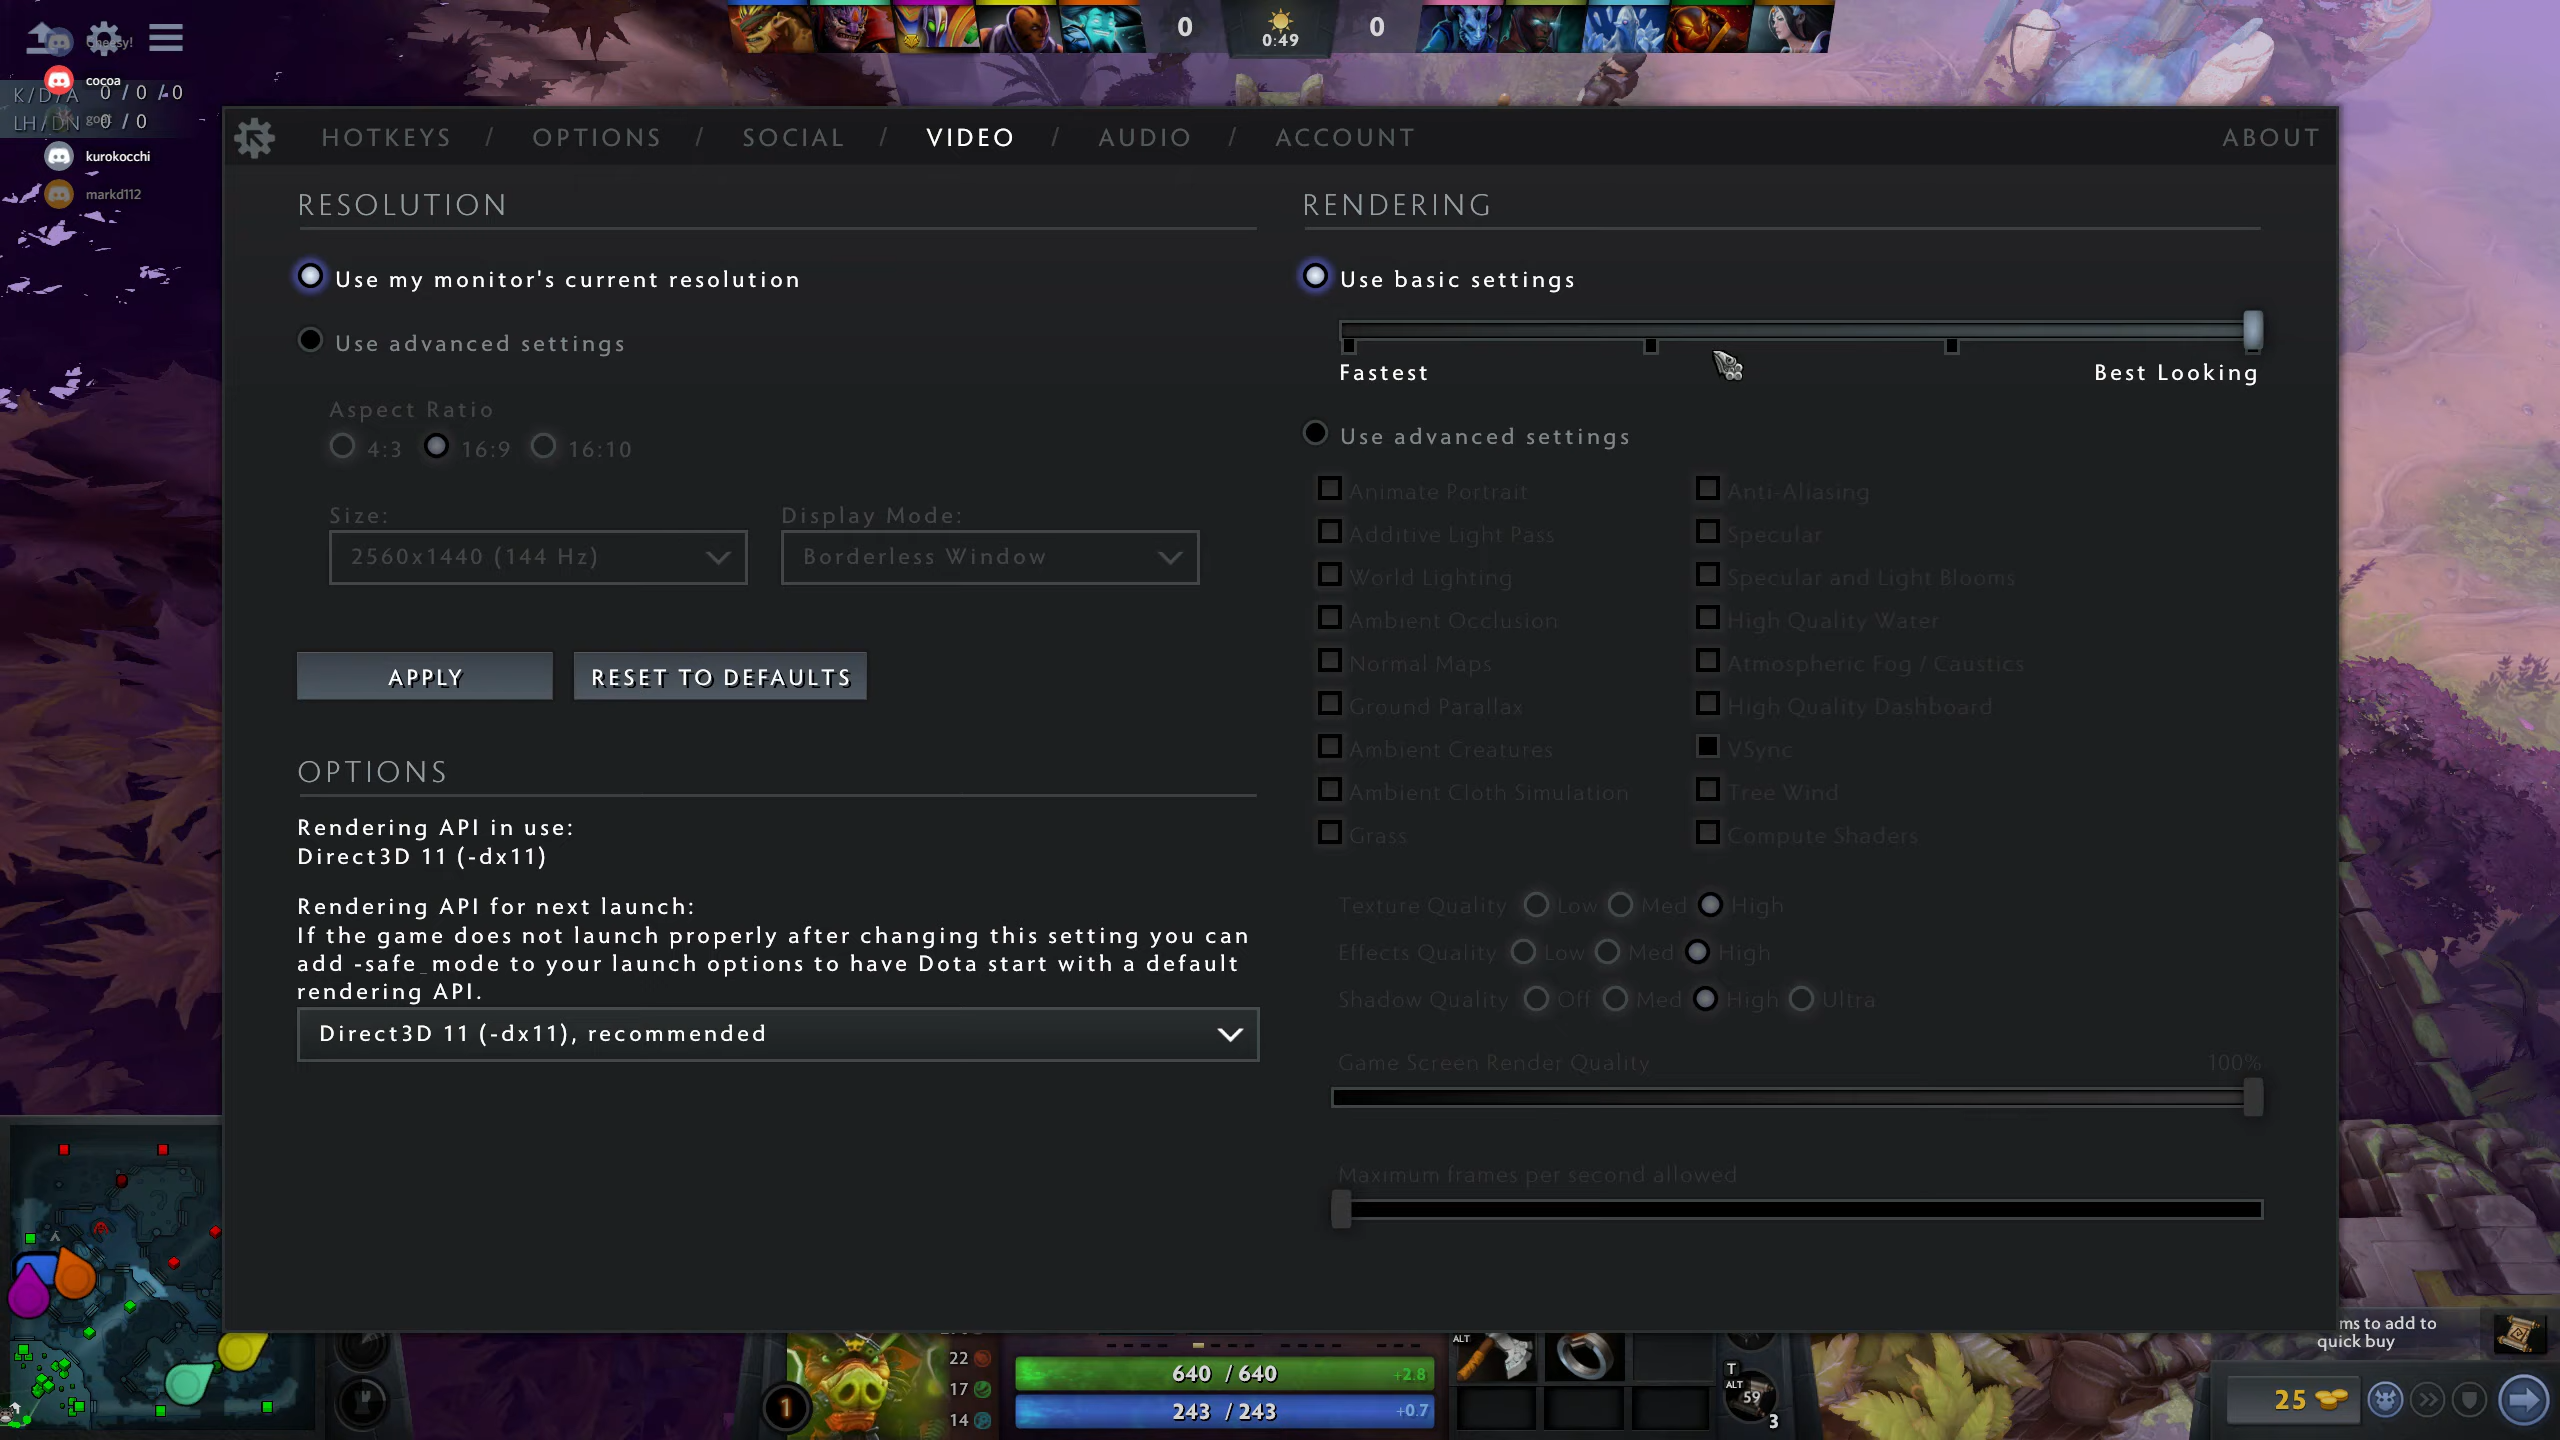 0
0:49
0
Cheesy!
cocoa
K/D/A 0 / 0 / 0
LH/DN 0 / 0
goat
kurokocchi
markd112
HOTKEYS / OPTIONS / SOCIAL / VIDEO / AUDIO / ACCOUNT
ABOUT
RESOLUTION
Use my monitor's current resolution
Use advanced settings
Aspect Ratio
4:3 16:9 16:10
Size:
Display Mode:
2560x1440 (144 Hz)
Borderless Window
APPLY
RESET TO DEFAULTS
OPTIONS
Rendering API in use:
Direct3D 11 (-dx11)
Rendering API for next launch:
If the game does not launch properly after changing this setting you can
add -safe_mode to your launch options to have Dota start with a default
rendering API.
Direct3D 11 (-dx11), recommended
RENDERING
Use basic settings
Fastest
Best Looking
Use advanced settings
Animate Portrait
Anti-Aliasing
Additive Light Pass
Specular
World Lighting
Specular and Light Blooms
Ambient Occlusion
High Quality Water
Normal Maps
Atmospheric Fog / Caustics
Ground Parallax
High Quality Dashboard
Ambient Creatures
VSync
Ambient Cloth Simulation
Tree Wind
Grass
Compute Shaders
Texture Quality Low Med High
Effects Quality Low Med High
Shadow Quality Off Med High Ultra
Game Screen Render Quality
100%
Maximum frames per second allowed
1
22
17
14
640 / 640
+2.8
243 / 243
+0.7
ALT
T
ALT
59
3
ms to add to
quick buy
25